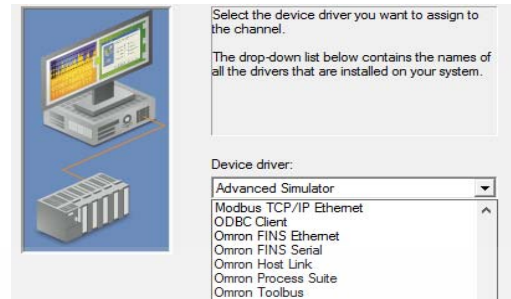 Select the device driver you want to assign to
the channel.
The drop-down list below contains the names of
all the drivers that are installed on your system.
Device driver:
Advanced Simulator
Modbus TCP/IP Ethernet
ODBC Client
Omron FINS Ethernet
Omron FINS Serial
Omron Host Link
Omron Process Suite
Omron Toolbus